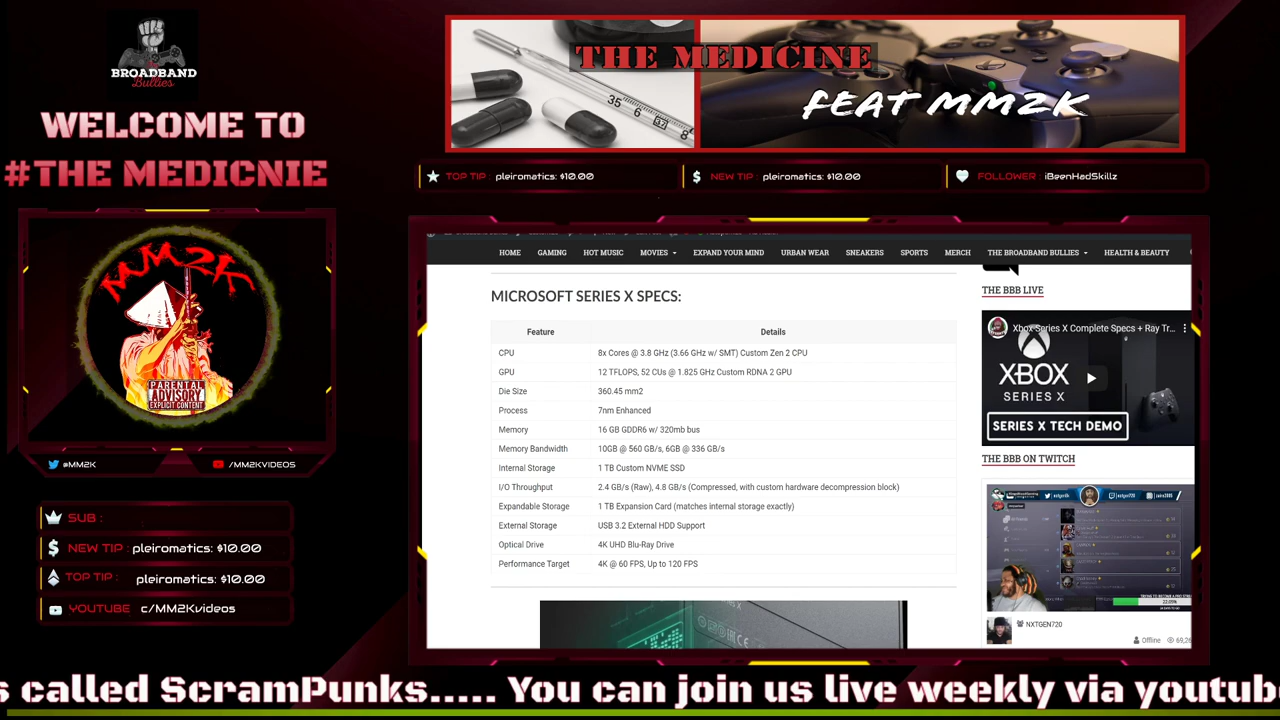 BROADBAND
Bullies
WELCOME TO
#THE MEDICNIE
THE MEDICINE
FEAT MM2K
35
6
8
TOP TIP : pleiromatics: $10.00
NEW TIP : pleiromatics: $10.00
FOLLOWER : iBeenHadSkillz
MM2K
PARENTAL
ADVISORY
EXPLICIT CONTENT
@MM2K
/MM2KVIDEOS
SUB :
NEW TIP : pleiromatics: $10.00
TOP TIP : pleiromatics: $10.00
YOUTUBE c/MM2Kvideos
HOME GAMING HOT MUSIC MOVIES EXPAND YOUR MIND URBAN WEAR SNEAKERS SPORTS MERCH THE BROADBAND BULLIES HEALTH & BEAUTY
MICROSOFT SERIES X SPECS:
Feature Details
CPU 8x Cores @ 3.8 GHz (3.66 GHz w/ SMT) Custom Zen 2 CPU
GPU 12 TFLOPS, 52 CUs @ 1.825 GHz Custom RDNA 2 GPU
Die Size 360.45 mm2
Process 7nm Enhanced
Memory 16 GB GDDR6 w/ 320mb bus
Memory Bandwidth 10GB @ 560 GB/s, 6GB @ 336 GB/s
Internal Storage 1 TB Custom NVME SSD
I/O Throughput 2.4 GB/s (Raw), 4.8 GB/s (Compressed, with custom hardware decompression block)
Expandable Storage 1 TB Expansion Card (matches internal storage exactly)
External Storage USB 3.2 External HDD Support
Optical Drive 4K UHD Blu-Ray Drive
Performance Target 4K @ 60 FPS, Up to 120 FPS
THE BBB LIVE
Xbox Series X Complete Specs + Ray Tr...
XBOX
SERIES X
SERIES X TECH DEMO
THE BBB ON TWITCH
NXTGEN720
Offline 69,26
s called ScramPunks..... You can join us live weekly via youtube